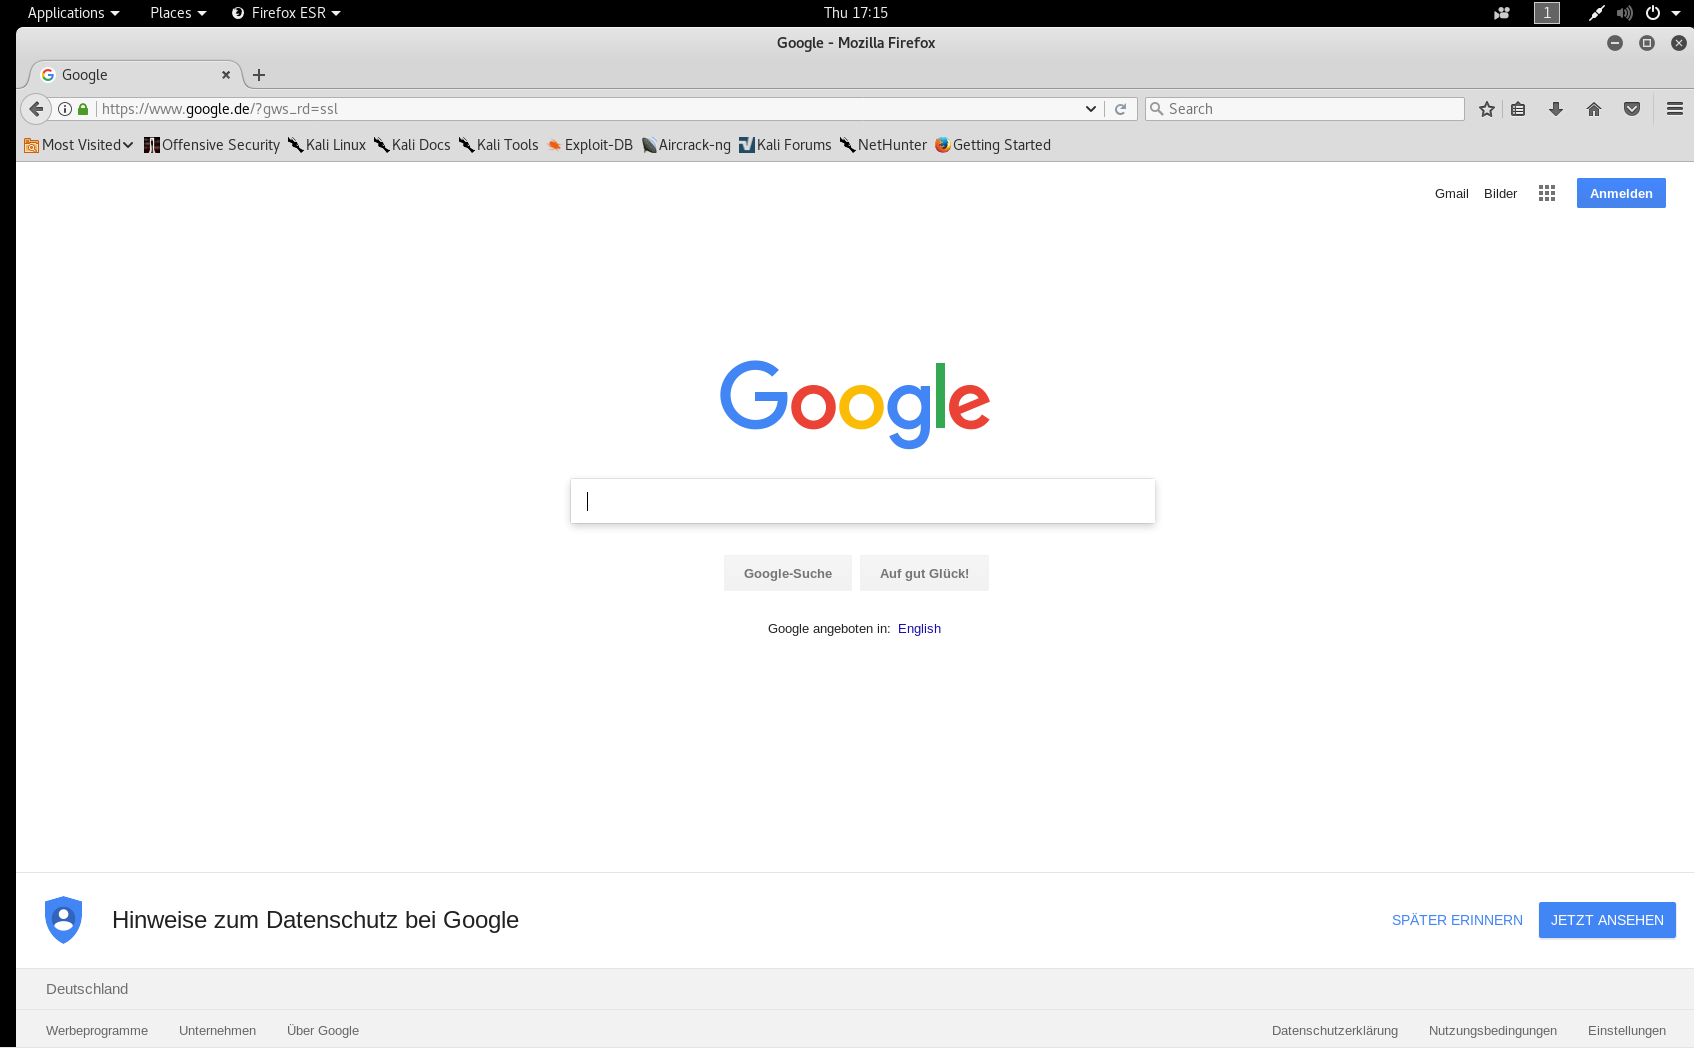 Applications Places Firefox ESR Thu 17:15 1
Google - Mozilla Firefox
Google
https://www.google.de/?gws_rd=ssl Search
Most Visited Offensive Security Kali Linux Kali Docs Kali Tools Exploit-DB Aircrack-ng Kali Forums NetHunter Getting Started
Gmail Bilder Anmelden
Google
Google-Suche Auf gut Glück!
Google angeboten in: English
Hinweise zum Datenschutz bei Google SPÄTER ERINNERN JETZT ANSEHEN
Deutschland
Werbeprogramme Unternehmen Über Google Datenschutzerklärung Nutzungsbedingungen Einstellungen